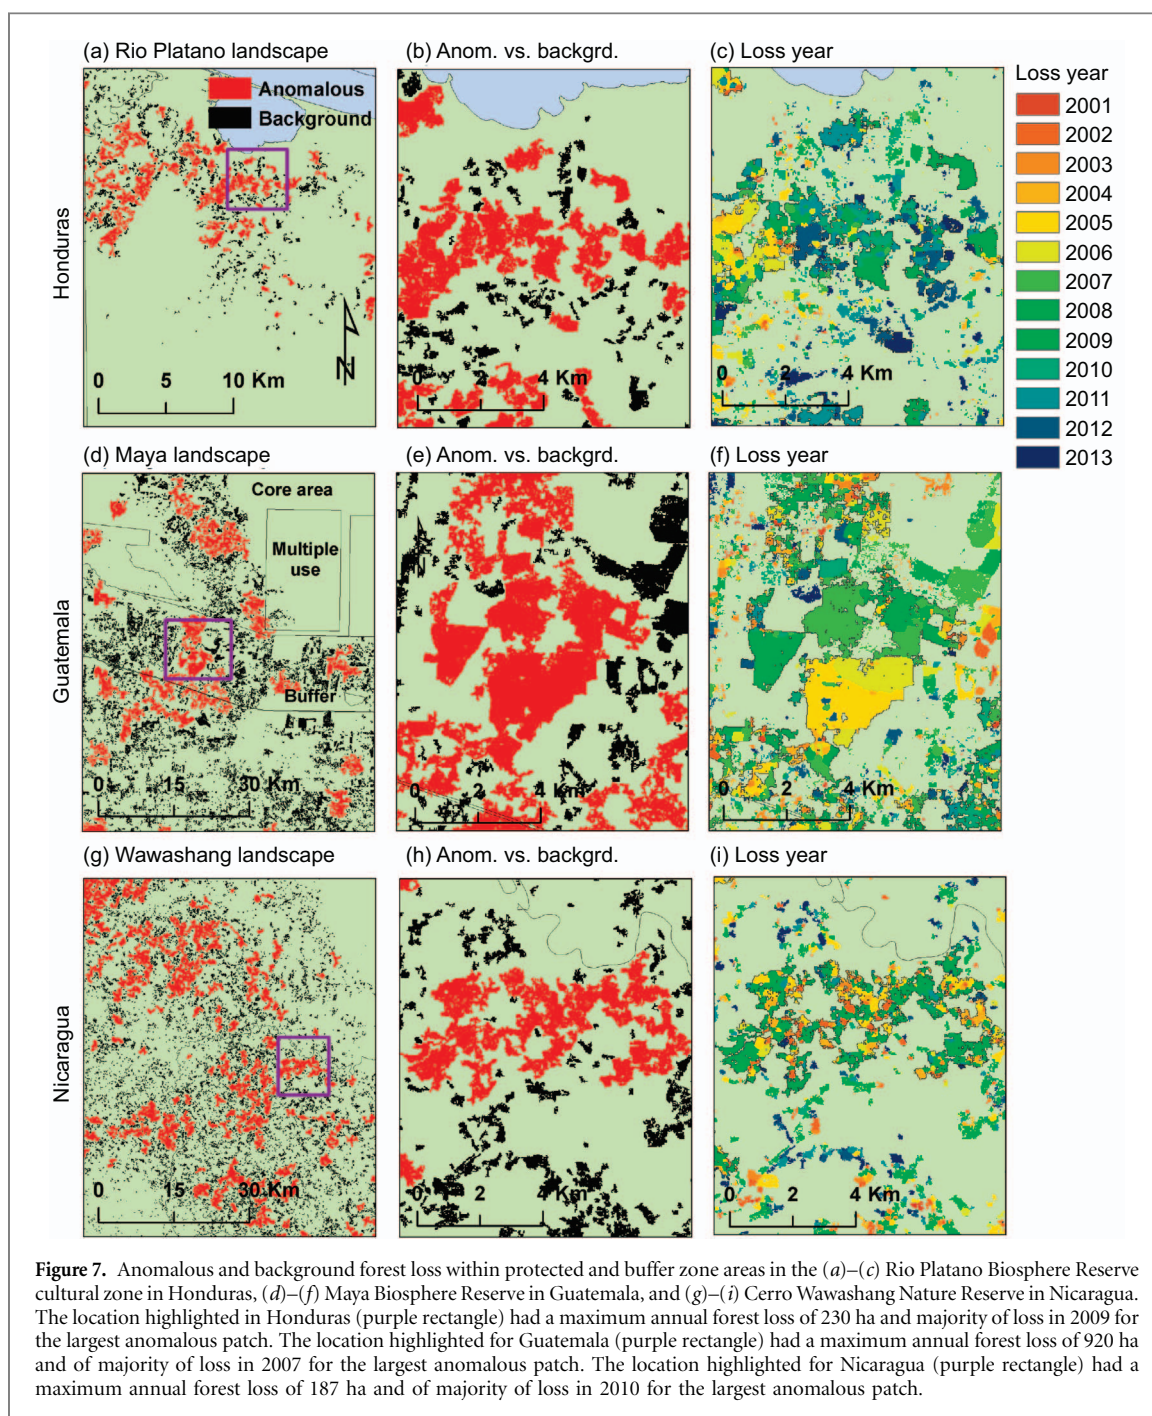 (a) Rio Platano landscape
(b) Anom. vs. backgrd.
(c) Loss year
Anomalous
Background
Loss year
2001
2002
2003
2004
2005
2006
2007
2008
2009
2010
2011
2012
2013
Honduras
N
0 5 10 Km
0 2 4 Km
0 2 4 Km
(d) Maya landscape
(e) Anom. vs. backgrd.
(f) Loss year
Core area
Multiple
use
Buffer
Guatemala
N
0 15 30 Km
0 2 4 Km
0 2 4 Km
(g) Wawashang landscape
(h) Anom. vs. backgrd.
(i) Loss year
Nicaragua
0 15 30 Km
0 2 4 Km
0 2 4 Km
Figure 7. Anomalous and background forest loss within protected and buffer zone areas in the (a)–(c) Rio Platano Biosphere Reserve
cultural zone in Honduras, (d)–(f) Maya Biosphere Reserve in Guatemala, and (g)–(i) Cerro Wawashang Nature Reserve in Nicaragua.
The location highlighted in Honduras (purple rectangle) had a maximum annual forest loss of 230 ha and majority of loss in 2009 for
the largest anomalous patch. The location highlighted for Guatemala (purple rectangle) had a maximum annual forest loss of 920 ha
and of majority of loss in 2007 for the largest anomalous patch. The location highlighted for Nicaragua (purple rectangle) had a
maximum annual forest loss of 187 ha and of majority of loss in 2010 for the largest anomalous patch.